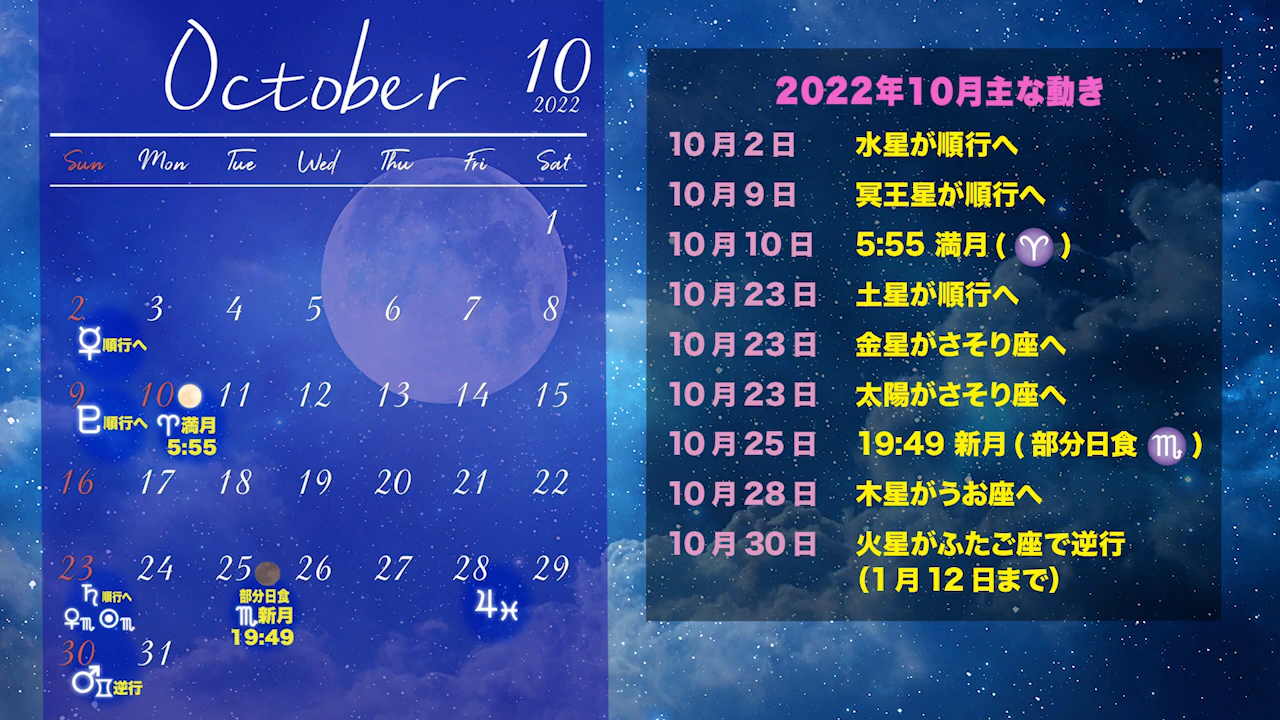 October 10
2022
Sun Mon Tue Wed Thu Fri Sat
1
2 3 4 5 6 7 8
☿順行へ
9 10 11 12 13 14 15
♇順行へ ♈満月
5:55
16 17 18 19 20 21 22
23 24 25 26 27 28 29
♄順行へ 部分日食
♀♏☉♏ ♏新月 ♃♓
19:49
30 31
♂♊逆行
2022年10月主な動き
10月2日 水星が順行へ
10月9日 冥王星が順行へ
10月10日 5:55 満月(♈)
10月23日 土星が順行へ
10月23日 金星がさそり座へ
10月23日 太陽がさそり座へ
10月25日 19:49 新月(部分日食♏)
10月28日 木星がうお座へ
10月30日 火星がふたご座で逆行
(1月12日まで)